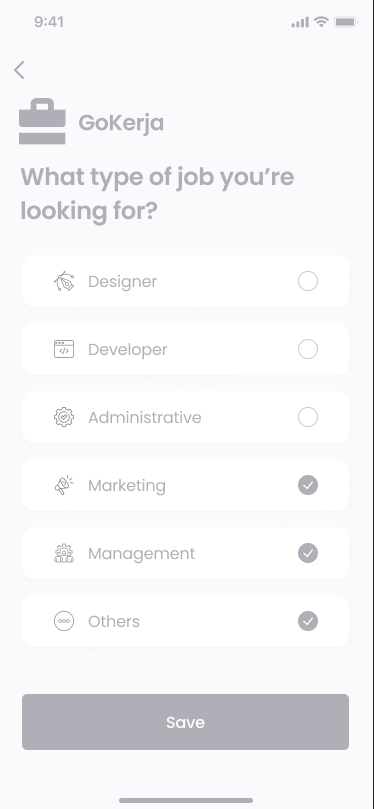 9:41
GoKerja
What type of job you’re
looking for?
Designer
Developer
Administrative
Marketing
Management
Others
Save